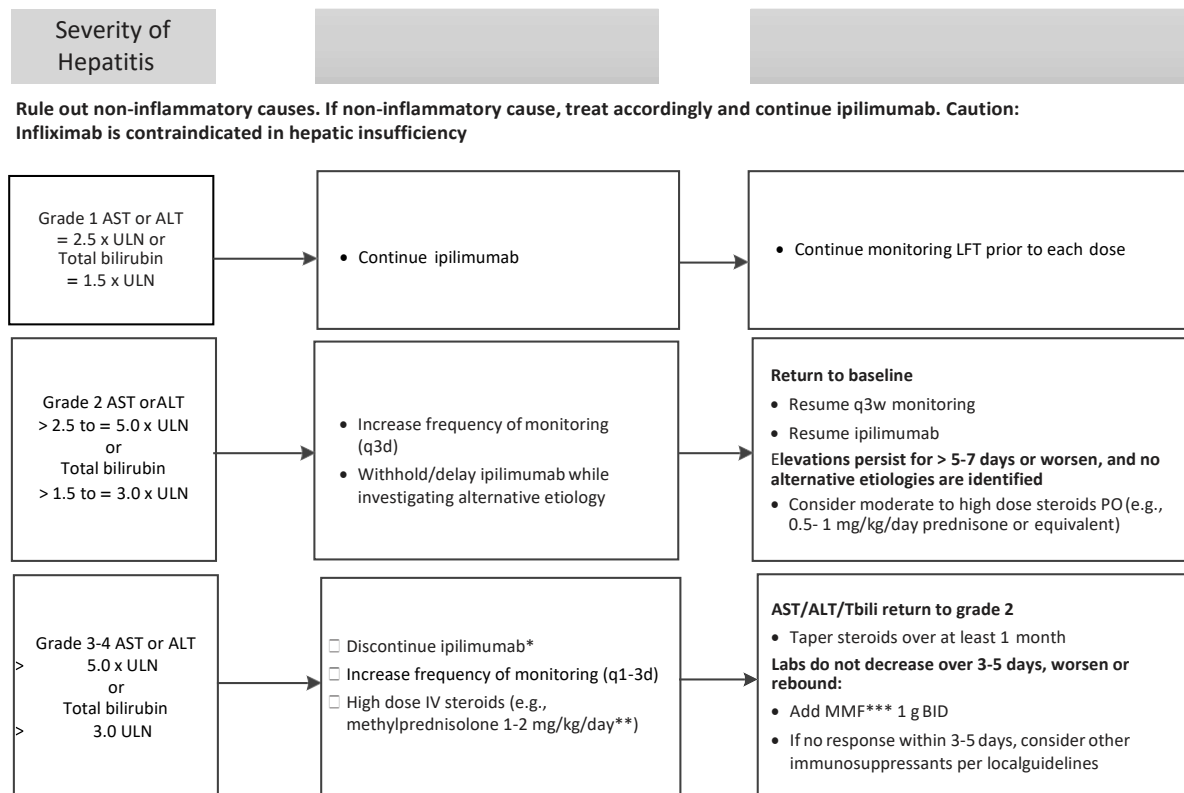 Severity of
Hepatitis
Rule out non-inflammatory causes. If non-inflammatory cause, treat accordingly and continue ipilimumab. Caution:
Infliximab is contraindicated in hepatic insufficiency
Grade 1 AST or ALT
= 2.5 x ULN or
Total bilirubin
= 1.5 x ULN
• Continue ipilimumab
• Continue monitoring LFT prior to each dose
Grade 2 AST orALT
> 2.5 to = 5.0 x ULN
or
Total bilirubin
> 1.5 to = 3.0 x ULN
• Increase frequency of monitoring
(q3d)
• Withhold/delay ipilimumab while
investigating alternative etiology
Return to baseline
• Resume q3w monitoring
• Resume ipilimumab
Elevations persist for > 5-7 days or worsen, and no
alternative etiologies are identified
• Consider moderate to high dose steroids PO (e.g.,
0.5- 1 mg/kg/day prednisone or equivalent)
Grade 3-4 AST or ALT
> 5.0 x ULN
or
Total bilirubin
> 3.0 ULN
☐ Discontinue ipilimumab*
☐ Increase frequency of monitoring (q1-3d)
☐ High dose IV steroids (e.g.,
methylprednisolone 1-2 mg/kg/day**)
AST/ALT/Tbili return to grade 2
• Taper steroids over at least 1 month
Labs do not decrease over 3-5 days, worsen or
rebound:
• Add MMF*** 1 g BID
• If no response within 3-5 days, consider other
immunosuppressants per localguidelines